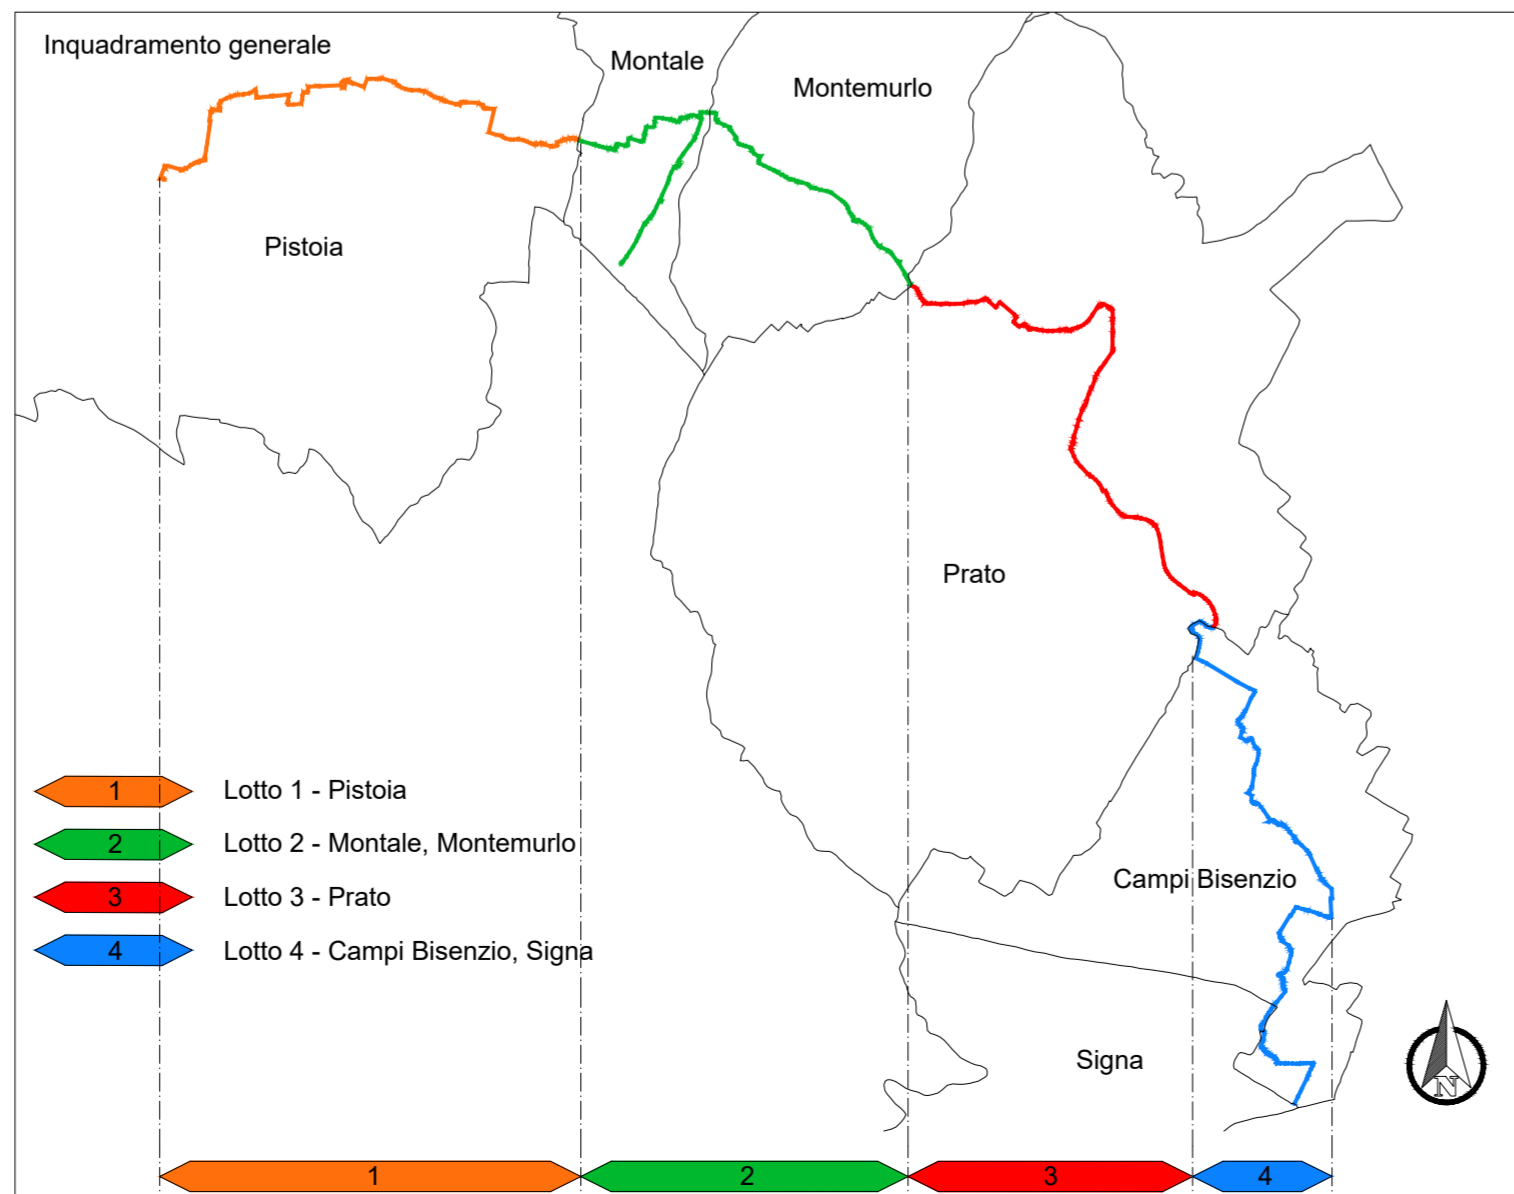 Inquadramento generale
Montale
Montemurlo
Pistoia
Prato
1 Lotto 1 - Pistoia
2 Lotto 2 - Montale, Montemurlo
3 Lotto 3 - Prato
4 Lotto 4 - Campi Bisenzio, Signa
Campi Bisenzio
Signa
N
1 2 3 4